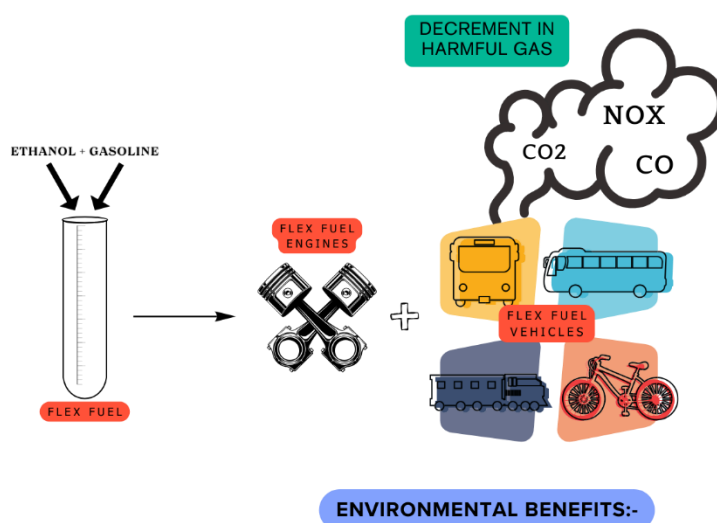 DECREMENT IN
HARMFUL GAS
NOX
CO2
CO
ETHANOL + GASOLINE
FLEX FUEL
ENGINES
FLEX FUEL
VEHICLES
FLEX FUEL
ENVIRONMENTAL BENEFITS:-